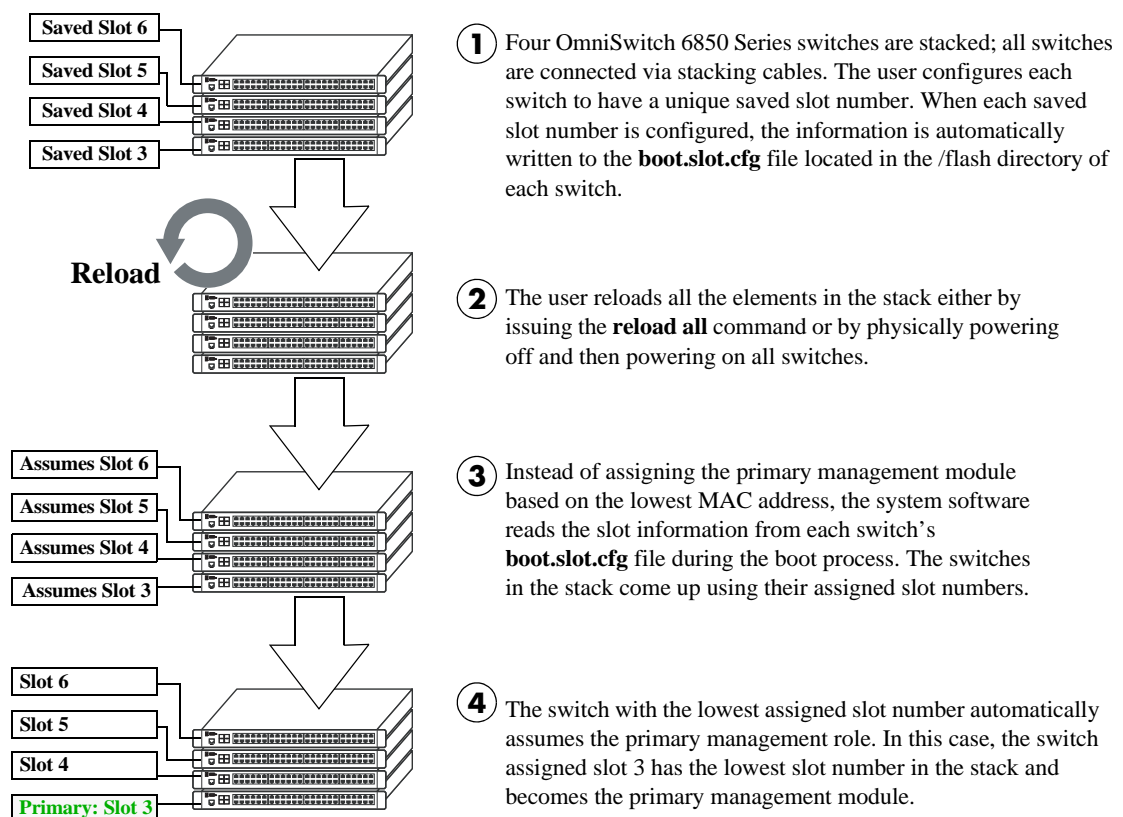 Saved Slot 6
Saved Slot 5
Saved Slot 4
Saved Slot 3
1 Four OmniSwitch 6850 Series switches are stacked; all switches
are connected via stacking cables. The user configures each
switch to have a unique saved slot number. When each saved
slot number is configured, the information is automatically
written to the boot.slot.cfg file located in the /flash directory of
each switch.
Reload
2 The user reloads all the elements in the stack either by
issuing the reload all command or by physically powering
off and then powering on all switches.
Assumes Slot 6
Assumes Slot 5
Assumes Slot 4
Assumes Slot 3
3 Instead of assigning the primary management module
based on the lowest MAC address, the system software
reads the slot information from each switch’s
boot.slot.cfg file during the boot process. The switches
in the stack come up using their assigned slot numbers.
Slot 6
Slot 5
Slot 4
Primary: Slot 3
4 The switch with the lowest assigned slot number automatically
assumes the primary management role. In this case, the switch
assigned slot 3 has the lowest slot number in the stack and
becomes the primary management module.